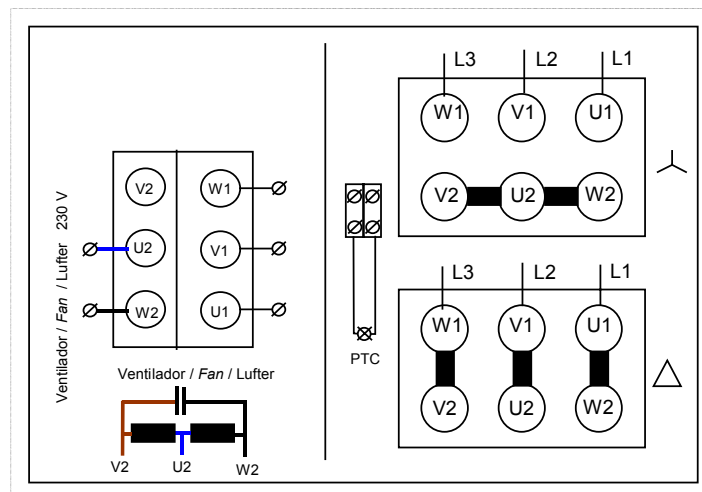 Ventilador / Fan / Lufter 230 V
V2 W1
U2 V1
W2 U1
Ventilador / Fan / Lufter
V2 U2 W2
PTC
L3 L2 L1
W1 V1 U1
V2 U2 W2
L3 L2 L1
W1 V1 U1
V2 U2 W2